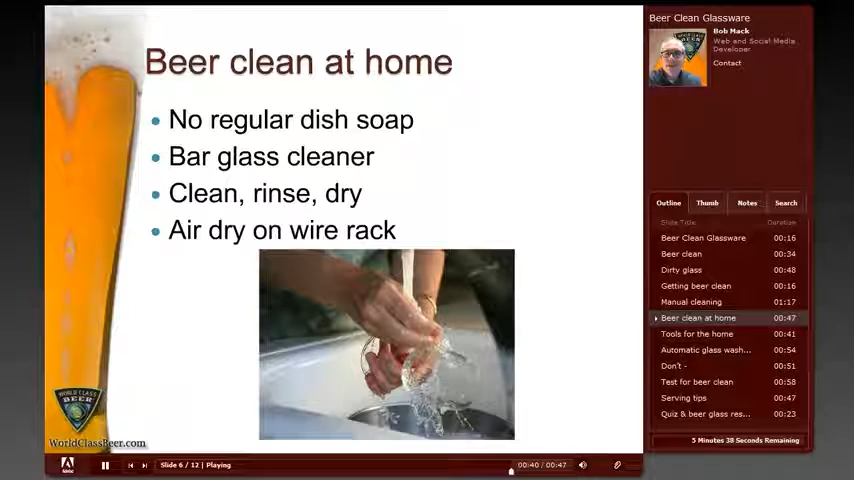 Beer clean at home
No regular dish soap
Bar glass cleaner
Clean, rinse, dry
Air dry on wire rack
WORLD CLASS
BEER
WorldClassBeer.com
Beer Clean Glassware
Bob Mack
Web and Social Media
Developer
Contact
Outline Thumb Notes Search
Slide Title Duration
Beer Clean Glassware 00:16
Beer clean 00:34
Dirty glass 00:48
Getting beer clean 00:16
Manual cleaning 01:17
Beer clean at home 00:47
Tools for the home 00:41
Automatic glass wash... 00:54
Don't - 00:51
Test for beer clean 00:58
Serving tips 00:47
Quiz & beer glass res... 00:23
5 Minutes 38 Seconds Remaining
Adobe
Slide 6 / 12 | Playing
00:40 / 00:47